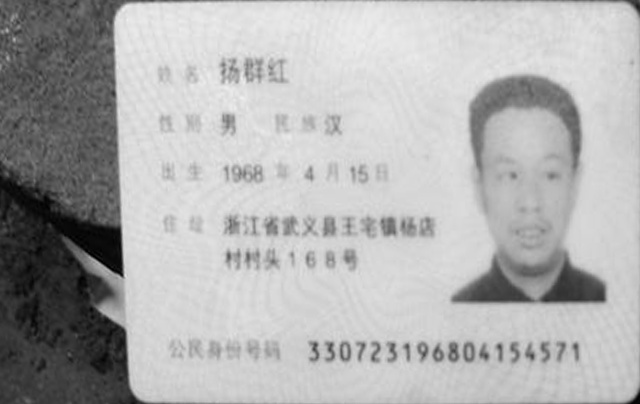 姓名 扬群红
性别 男 民族 汉
出生 1968 年 4 月 15 日
住址 浙江省武义县王宅镇杨店
村村头168号
公民身份号码 330723196804154571